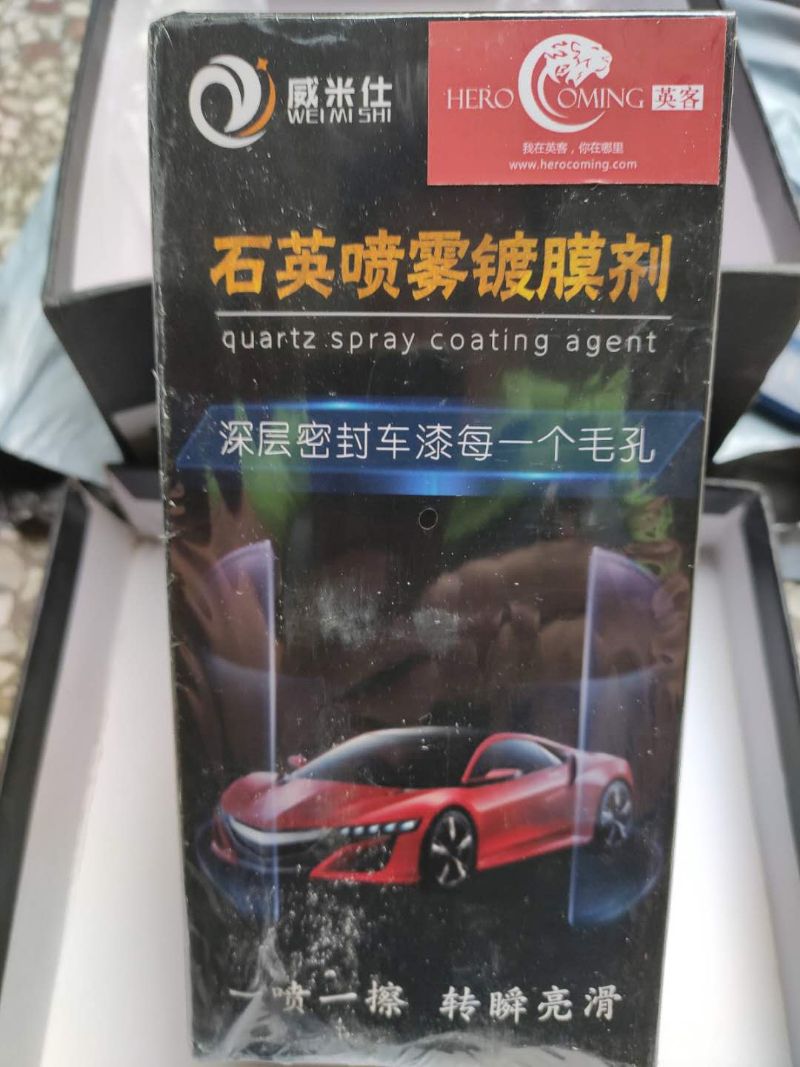 威米仕
WEI MI SHI
HERO COMING 英客
我在英客，你在哪里
www.herocoming.com
石英喷雾镀膜剂
quartz spray coating agent
深层密封车漆每一个毛孔
一喷一擦 转瞬亮滑